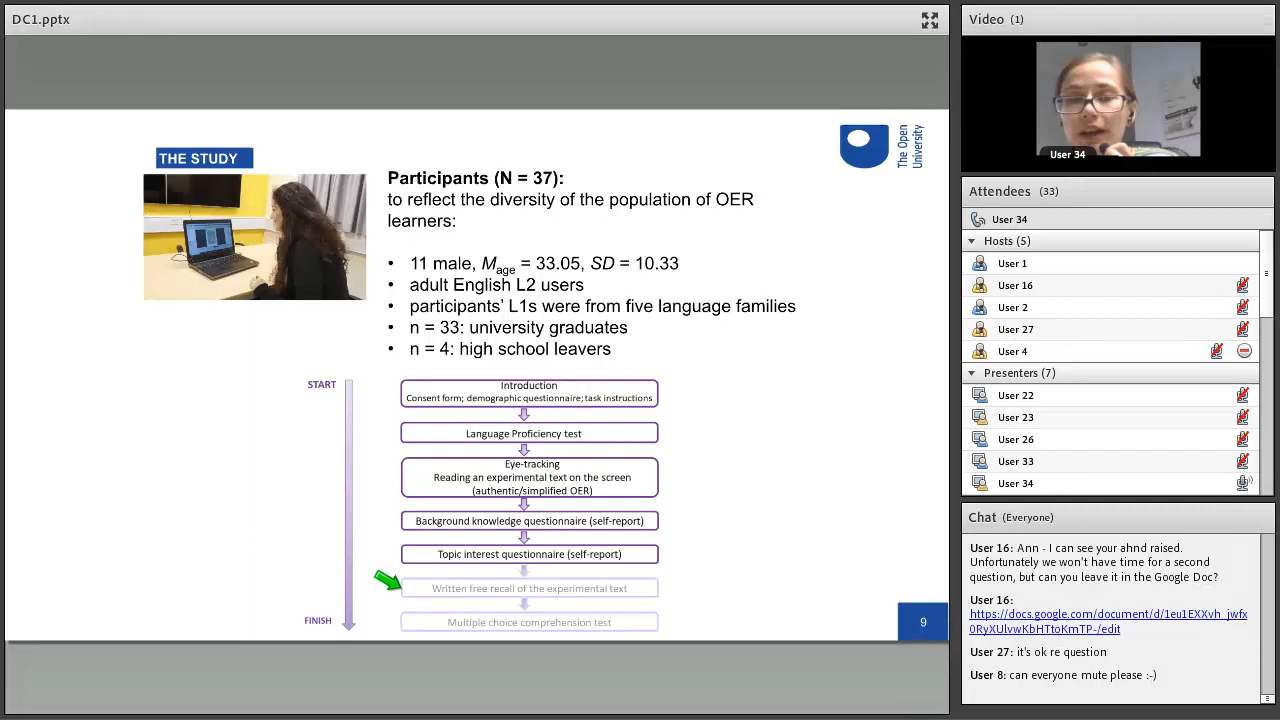 DC1.pptx
THE STUDY
Participants (N = 37):
to reflect the diversity of the population of OER
learners:
• 11 male, Mage = 33.05, SD = 10.33
• adult English L2 users
• participants’ L1s were from five language families
• n = 33: university graduates
• n = 4: high school leavers
The Open
University
START
Introduction
Consent form; demographic questionnaire; task instructions
Language Proficiency test
Eye-tracking
Reading an experimental text on the screen
(authentic/simplified OER)
Background knowledge questionnaire (self-report)
Topic interest questionnaire (self-report)
Written free recall of the experimental text
FINISH
Multiple choice comprehension test
9
Video (1)
User 34
Attendees (33)
User 34
Hosts (5)
User 1
User 16
User 2
User 27
User 4
Presenters (7)
User 22
User 23
User 26
User 33
User 34
Chat (Everyone)
User 16: Ann - I can see your ahnd raised.
Unfortunately we won't have time for a second
question, but can you leave it in the Google Doc?
User 16:
https://docs.google.com/document/d/1eu1EXXvh_jwfx
0RyXUlvwKbHTtoKmTP-/edit
User 27: it's ok re question
User 8: can everyone mute please :-)